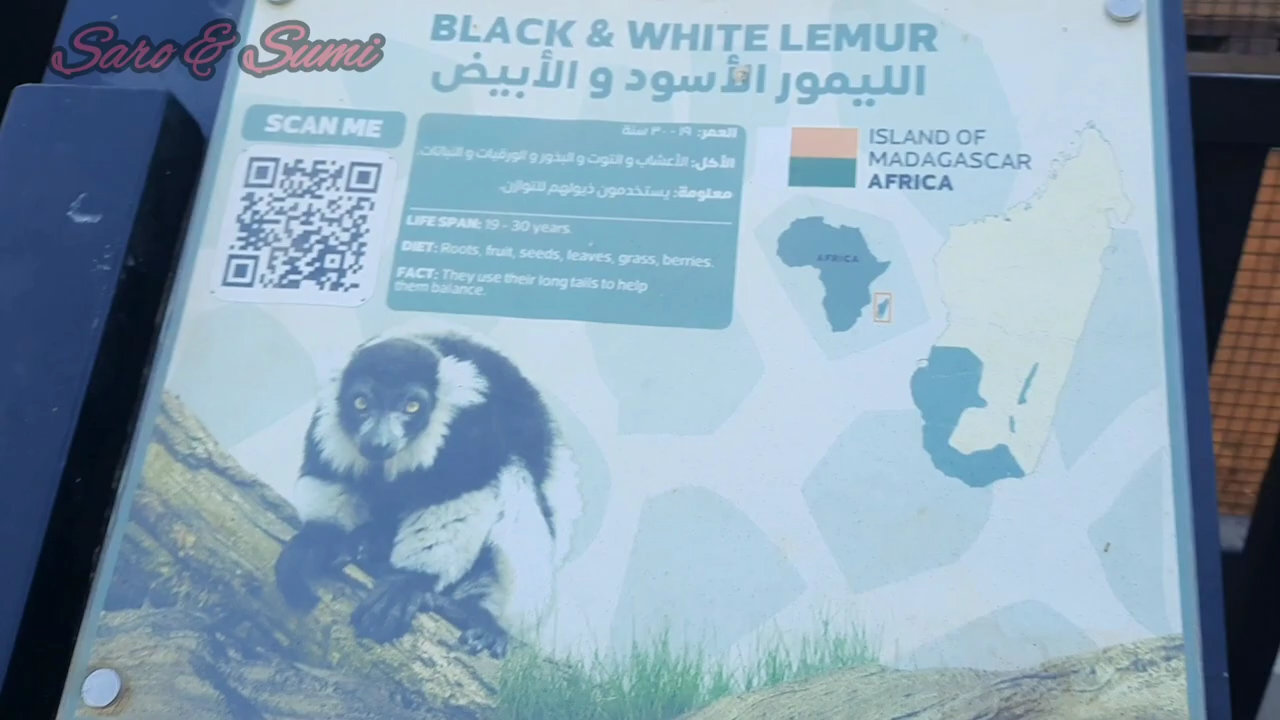 Saro & Sumi
BLACK & WHITE LEMUR
الليمور الأسود و الأبيض
SCAN ME
العمر: ١٩ - ٣٠ سنة
الأكل: الأعشاب و التوت و البذور و الورقيات و النباتات.
معلومة: يستخدمون ذيولهم للتوازن.
LIFE SPAN: 19 - 30 years.
DIET: Roots, fruit, seeds, leaves, grass, berries.
FACT: They use their long tails to help
them balance.
ISLAND OF
MADAGASCAR
AFRICA
AFRICA